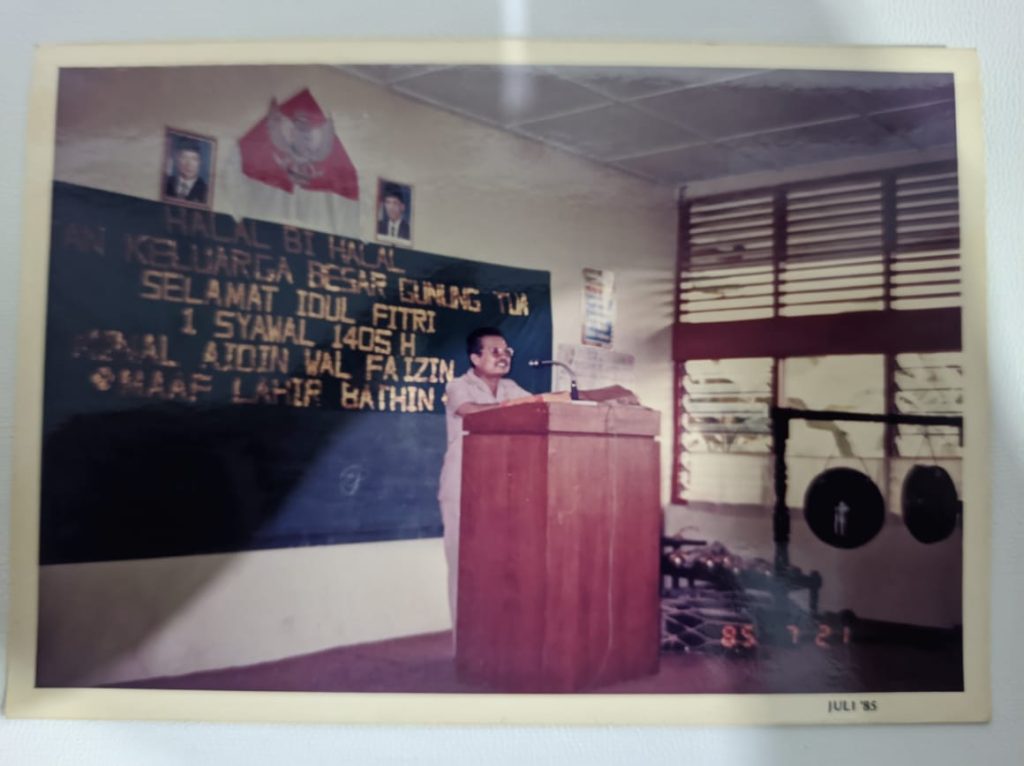 HALAL BI HALAL
AN KELUARGA BESAR GUNUNG TUA
SELAMAT IDUL FITRI
1 SYAWAL 1405 H
AIDIN WAL FAIZIN
MAAF LAHIR BATHIN
85 7 21
JULI '85